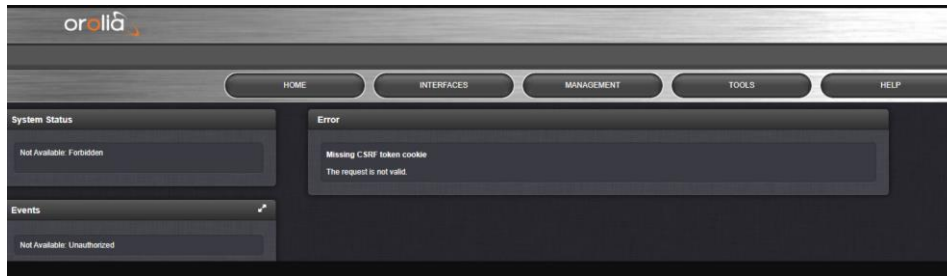 orolia
HOME INTERFACES MANAGEMENT TOOLS HELP
System Status
Not Available: Forbidden
Events
Not Available: Unauthorized
Error
Missing CSRF token cookie
The request is not valid.